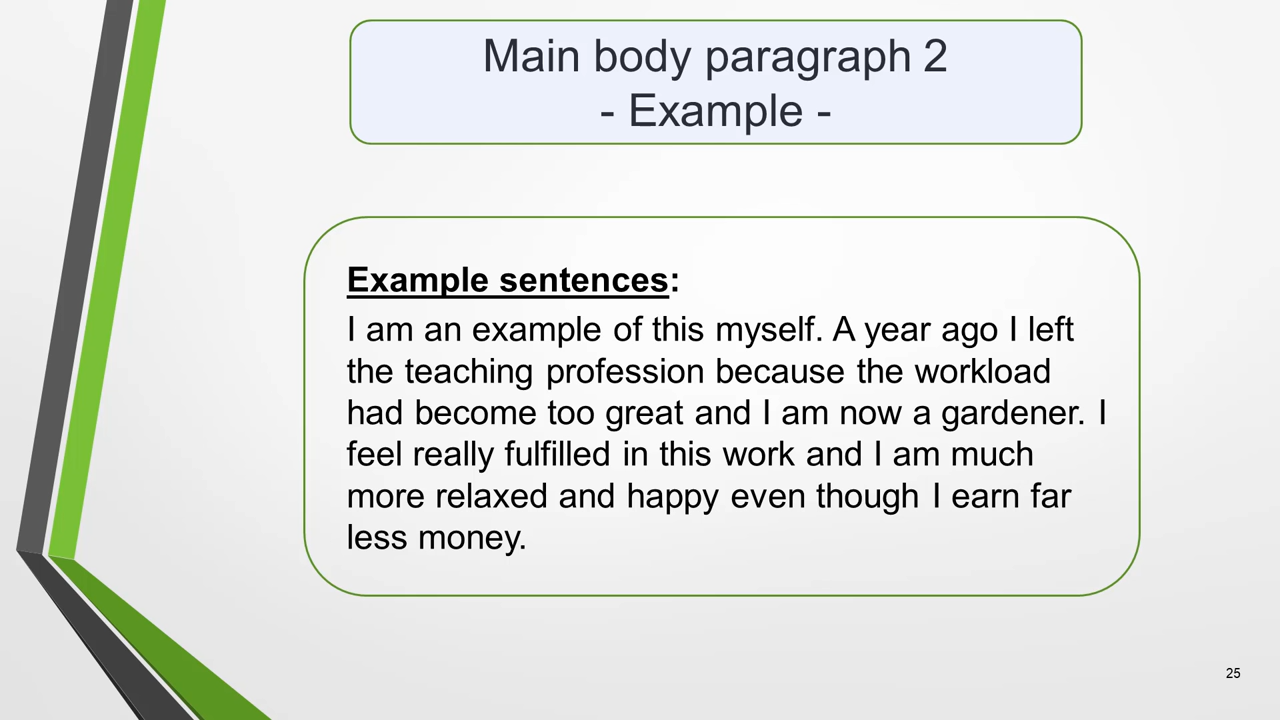 Main body paragraph 2
- Example -
Example sentences:
I am an example of this myself. A year ago I left
the teaching profession because the workload
had become too great and I am now a gardener. I
feel really fulfilled in this work and I am much
more relaxed and happy even though I earn far
less money.
25